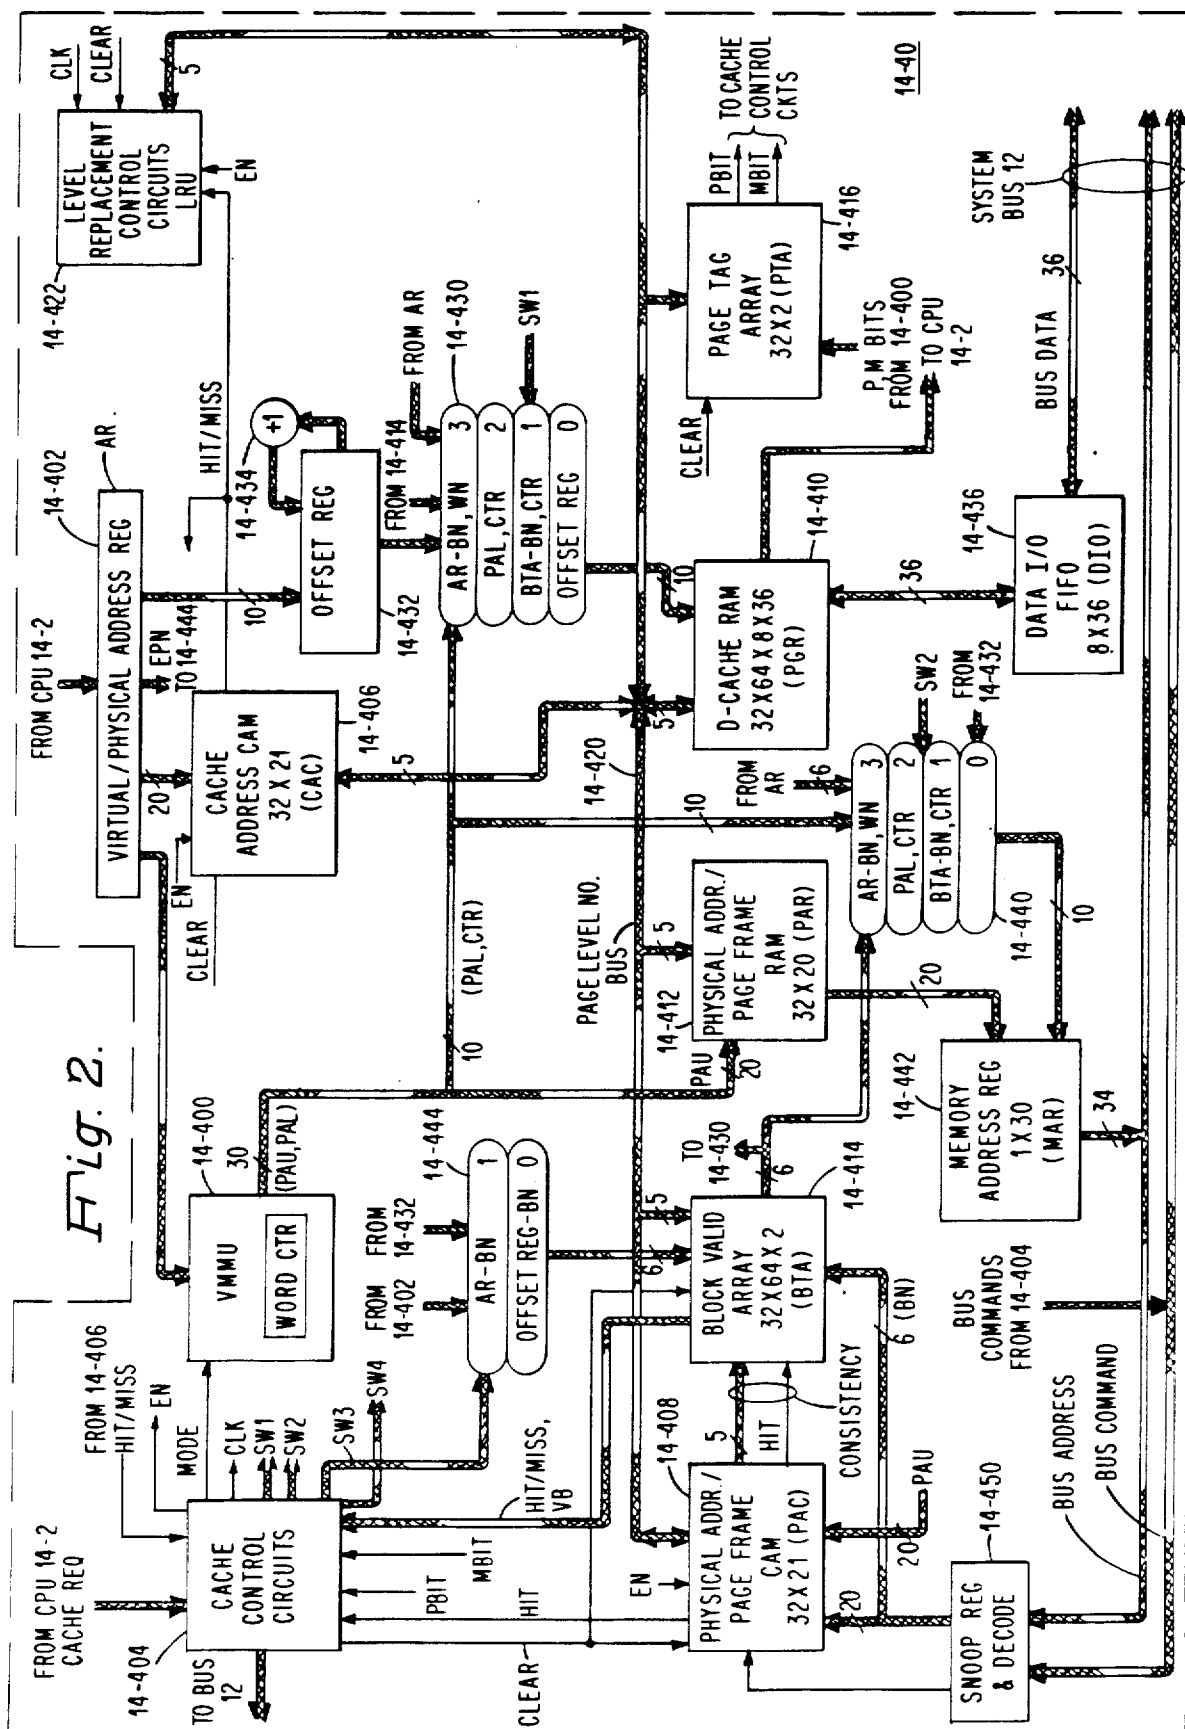 Fig. 2.
FROM CPU 14-2
CACHE REQ
14-404
TO BUS
12
CACHE
CONTROL
CIRCUITS
FROM 14-406
HIT/MISS
EN
MODE
CLK
SW1
SW2
SW3
SW4
HIT/MISS,
VB
MBIT
PBIT
HIT
CLEAR
VMMU
WORD CTR
14-400
30
(PAU,PAL)
FROM
14-402
FROM
14-432
14-444
AR-BN 1
OFFSET REG-BN 0
FROM CPU 14-2
14-402
AR
VIRTUAL/PHYSICAL ADDRESS REG
20
EPN
TO 14-444
10
EN
CLEAR
CACHE
ADDRESS CAM
32 X 21
(CAC)
14-406
5
HIT/MISS
14-422
LEVEL
REPLACEMENT
CONTROL
CIRCUITS
LRU
CLK
CLEAR
5
EN
14-434
+1
OFFSET REG
14-432
FROM 14-414
FROM AR
14-430
AR-BN, WN 3
PAL, CTR 2
BTA-BN, CTR 1
OFFSET REG 0
SW1
10
(PAL,CTR)
10
PAGE LEVEL NO.
BUS
14-420
5
D-CACHE RAM
32X64X8X36
(PGR)
14-410
10
CLEAR
PAGE TAG
ARRAY
32 X 2 (PTA)
14-416
PBIT
MBIT
TO CACHE
CONTROL
CKTS
P,M BITS
FROM 14-400
TO CPU
14-2
14-40
36
DATA I/O
FIFO
8X36 (DIO)
14-436
BUS DATA
36
SYSTEM
BUS 12
PAU
20
14-412
PHYSICAL ADDR./
PAGE FRAME
RAM
32 X 20 (PAR)
5
20
10
FROM
AR
6
AR-BN, WN 3
PAL, CTR 2
BTA-BN, CTR 1
0
SW2
FROM
14-432
14-440
10
14-442
MEMORY
ADDRESS REG
1 X 30
(MAR)
34
TO
14-430
6
14-414
BLOCK VALID
ARRAY
32X64X2
(BTA)
6
5
14-408
PHYSICAL ADDR./
PAGE FRAME
CAM
32 X 21 (PAC)
EN
5
HIT
CONSISTENCY
6 (BN)
20
PAU
20
14-450
SNOOP REG
& DECODE
BUS
COMMANDS
FROM 14-404
BUS ADDRESS
BUS COMMAND